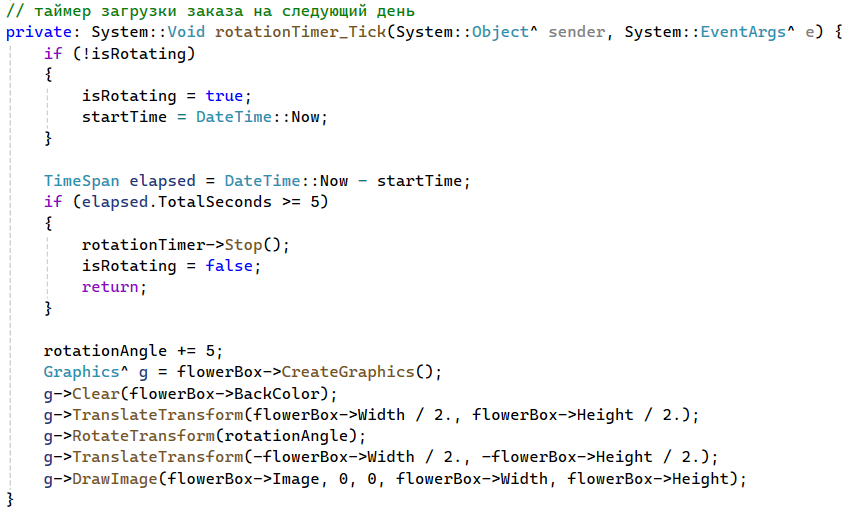 // таймер загрузки заказа на следующий день
private: System::Void rotationTimer_Tick(System::Object^ sender, System::EventArgs^ e) {
    if (!isRotating)
    {
        isRotating = true;
        startTime = DateTime::Now;
    }

    TimeSpan elapsed = DateTime::Now - startTime;
    if (elapsed.TotalSeconds >= 5)
    {
        rotationTimer->Stop();
        isRotating = false;
        return;
    }

    rotationAngle += 5;
    Graphics^ g = flowerBox->CreateGraphics();
    g->Clear(flowerBox->BackColor);
    g->TranslateTransform(flowerBox->Width / 2., flowerBox->Height / 2.);
    g->RotateTransform(rotationAngle);
    g->TranslateTransform(-flowerBox->Width / 2., -flowerBox->Height / 2.);
    g->DrawImage(flowerBox->Image, 0, 0, flowerBox->Width, flowerBox->Height);
}